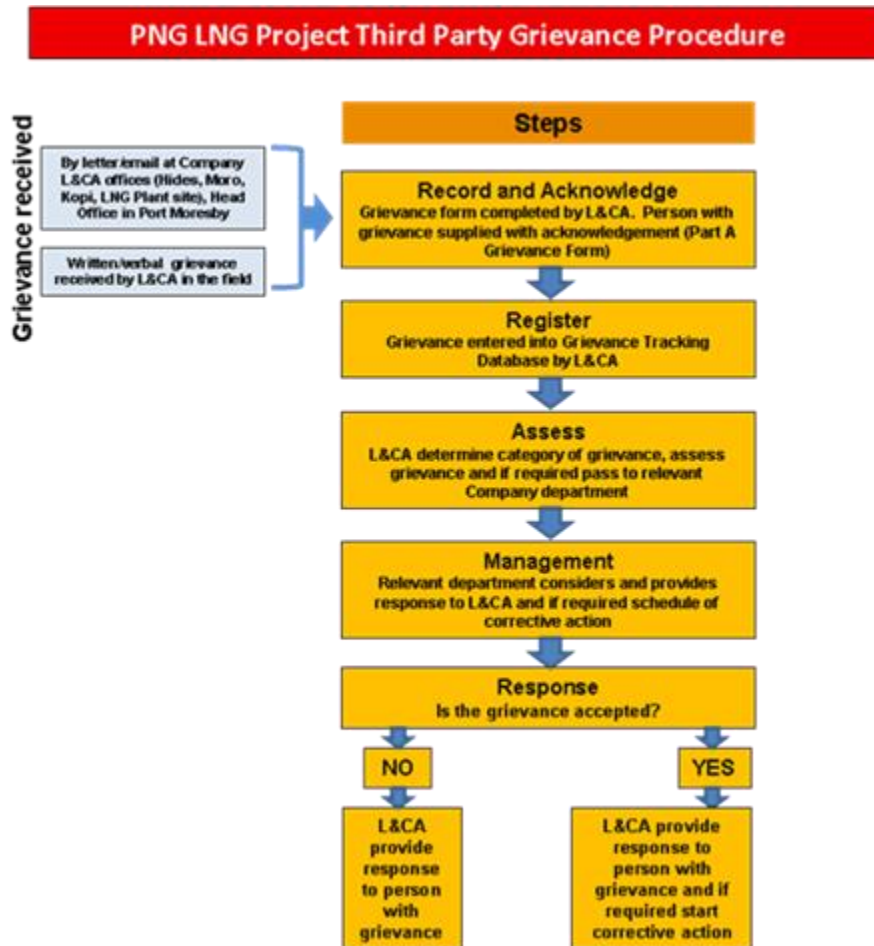 PNG LNG Project Third Party Grievance Procedure
Grievance received
By letter/email at Company
L&CA offices (Hides, Moro,
Kopi, LNG Plant site), Head
Office in Port Moresby
Written/verbal grievance
received by L&CA in the field
Steps
Record and Acknowledge
Grievance form completed by L&CA. Person with
grievance supplied with acknowledgement (Part A
Grievance Form)
Register
Grievance entered into Grievance Tracking
Database by L&CA
Assess
L&CA determine category of grievance, assess
grievance and if required pass to relevant
Company department
Management
Relevant department considers and provides
response to L&CA and if required schedule of
corrective action
Response
Is the grievance accepted?
NO
L&CA
provide
response
to person
with
grievance
YES
L&CA provide
response to
person with
grievance and if
required start
corrective action